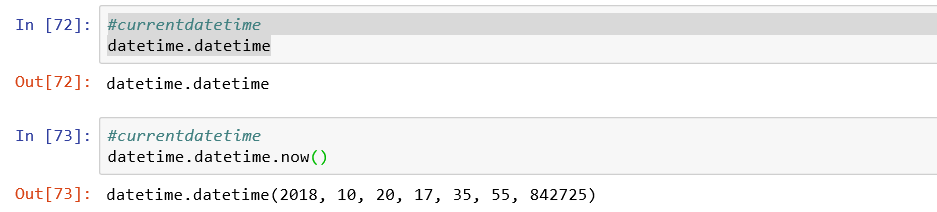 In [72]: #currentdatetime
datetime.datetime
Out[72]: datetime.datetime
In [73]: #currentdatetime
datetime.datetime.now()
Out[73]: datetime.datetime(2018, 10, 20, 17, 35, 55, 842725)